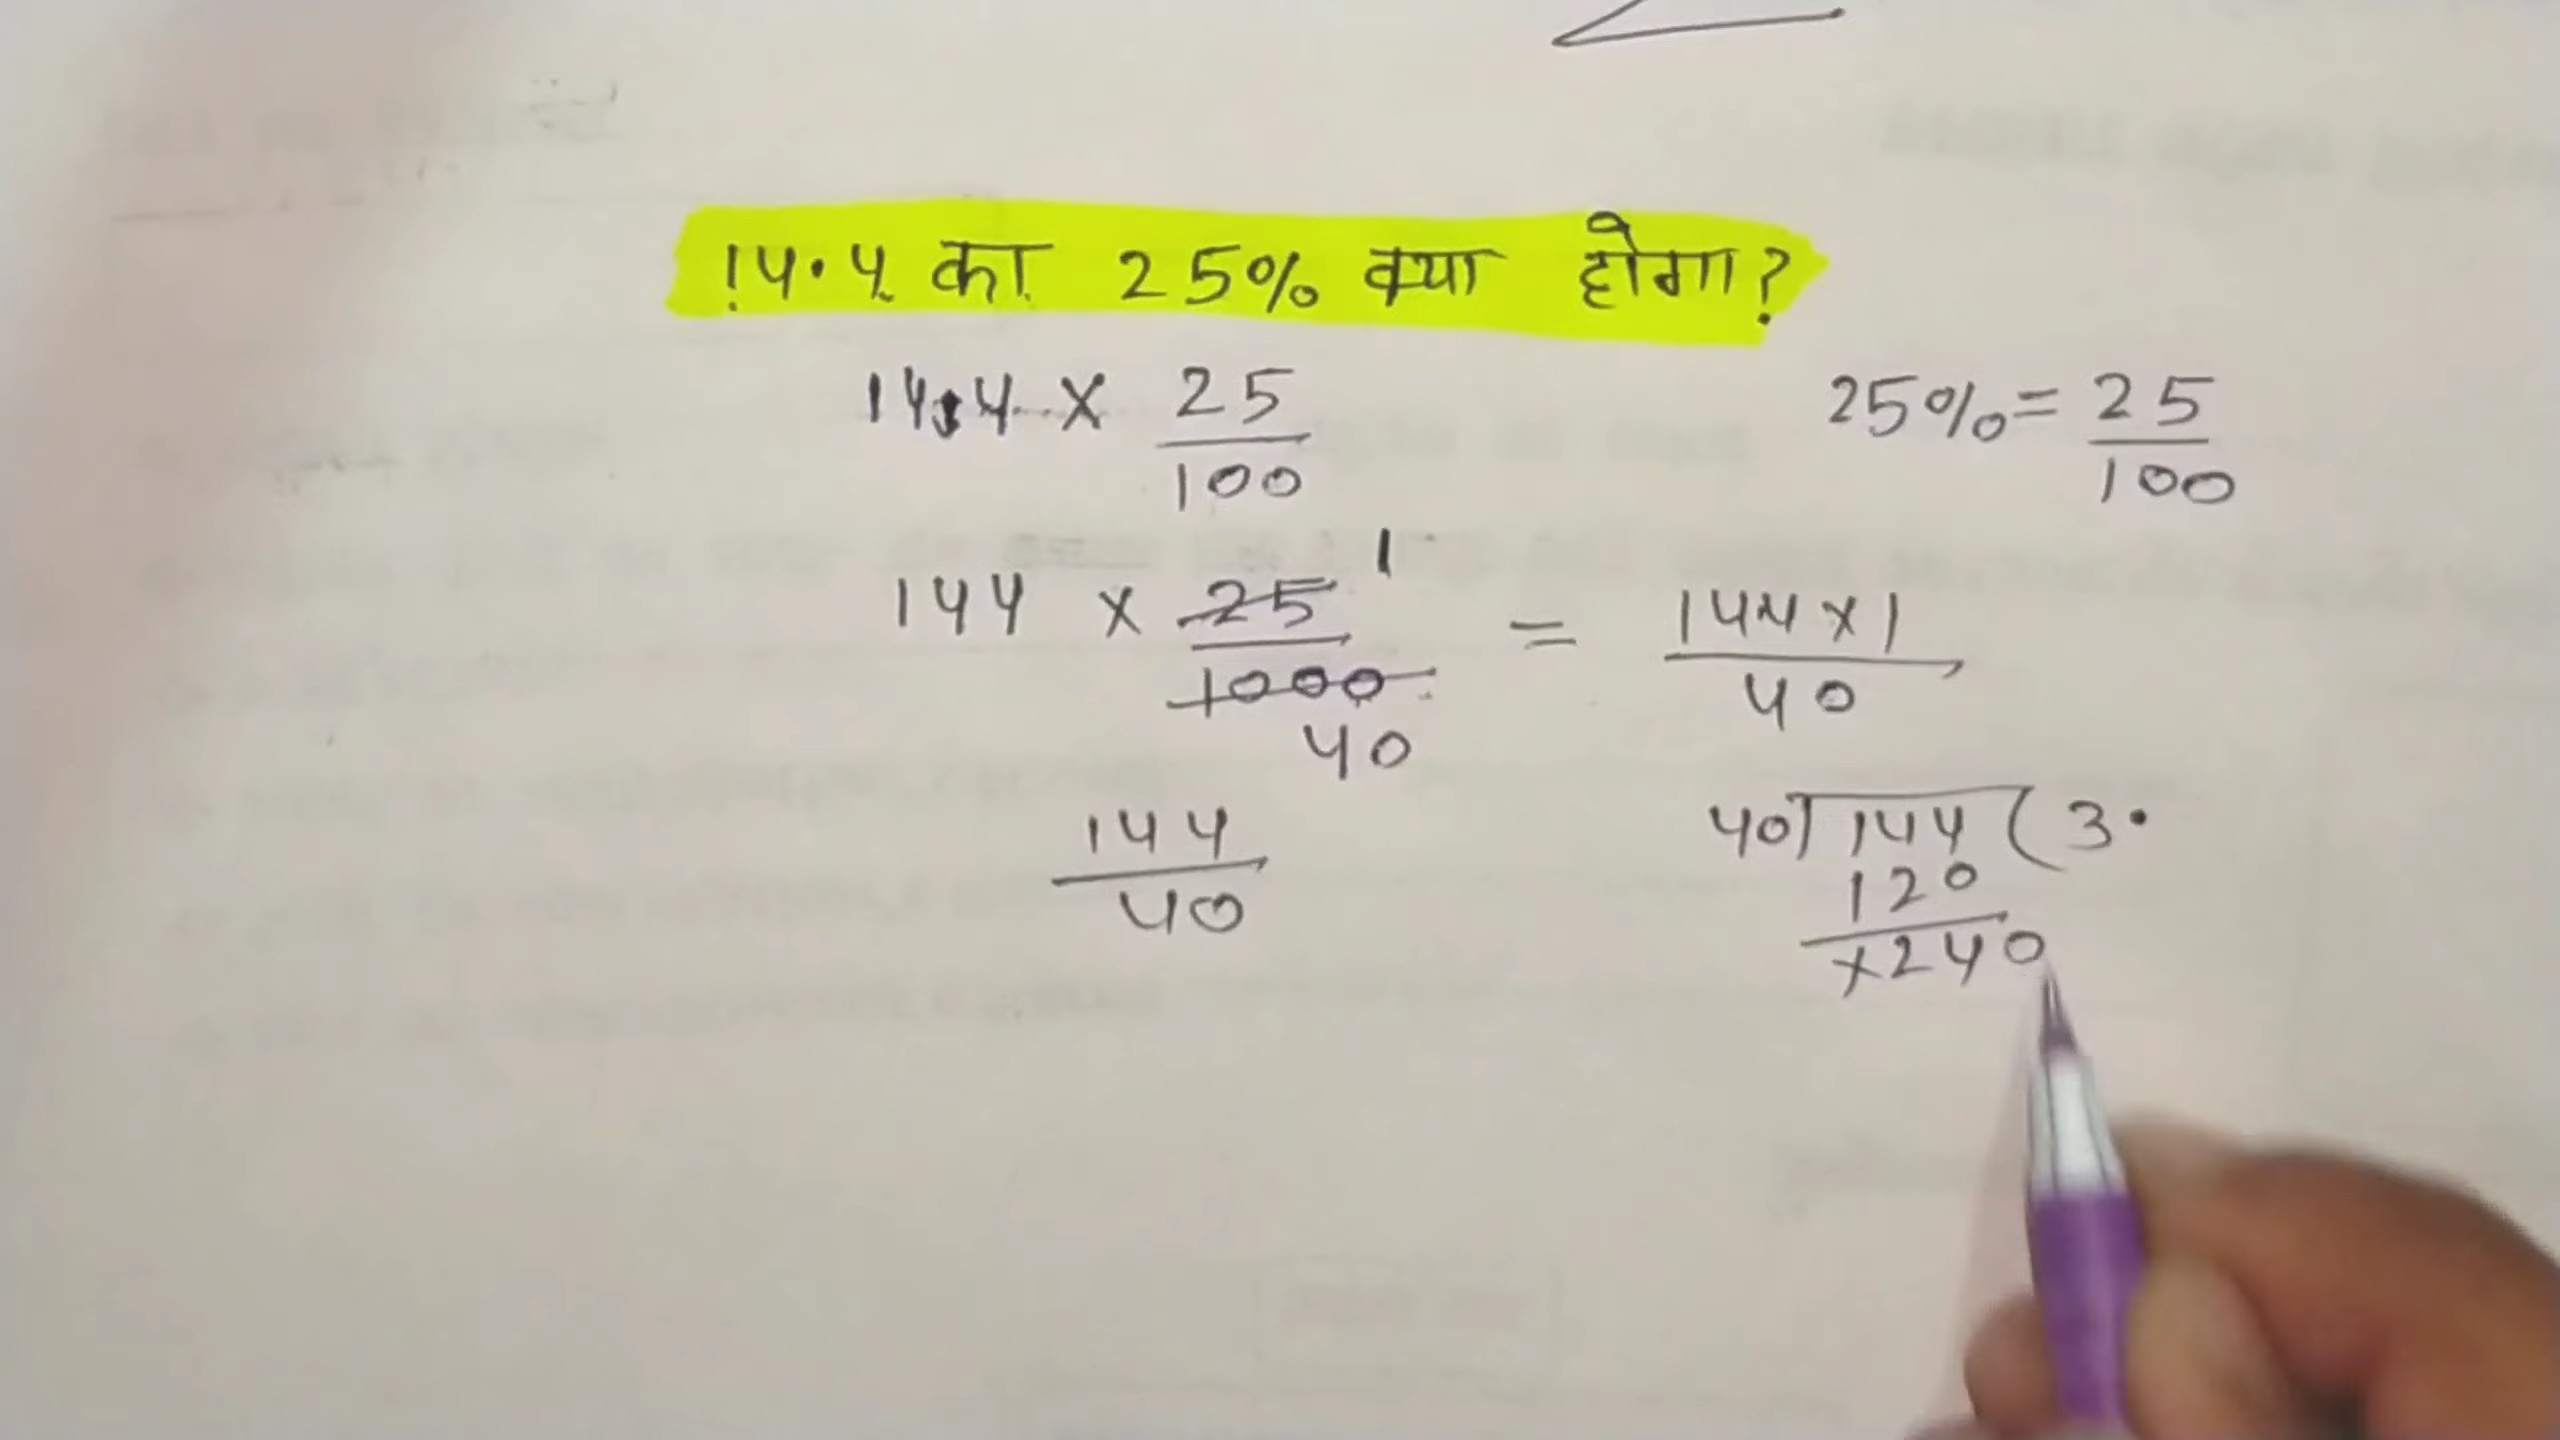 14.4 का 25% क्या होगा?
14.4 x 25/100
25% = 25/100
144 x 25/1000 1 40 = 144x1/40
144/40
40) 144 (3.
120
x240